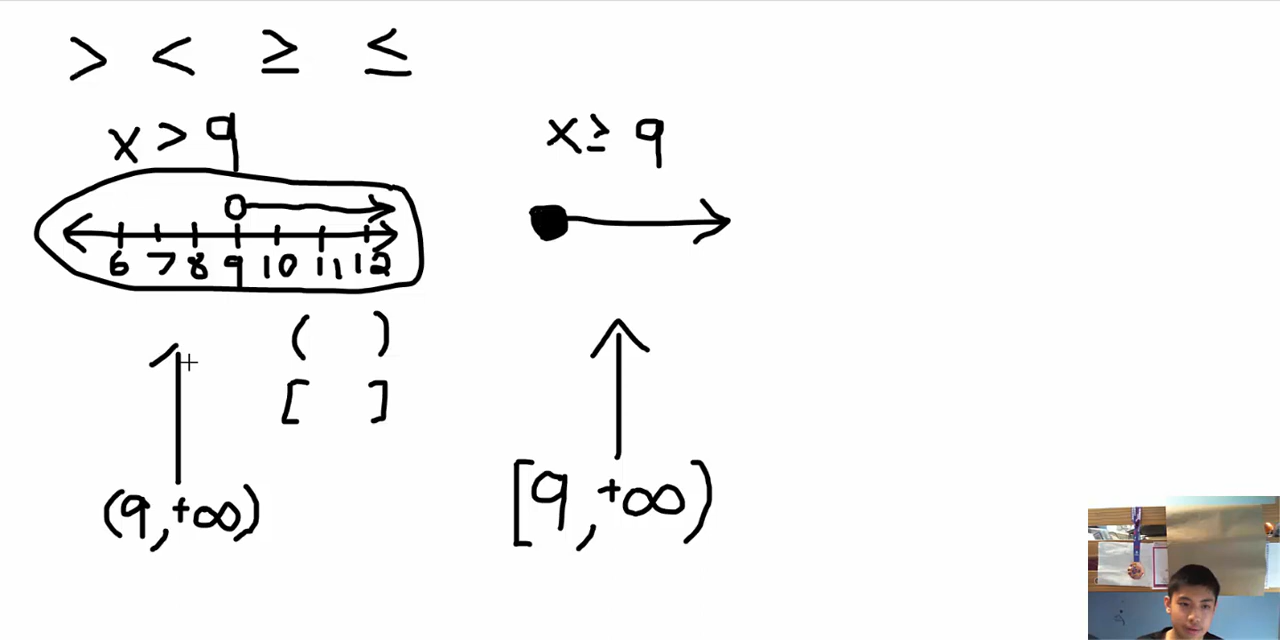 > < ≥ ≤
x > 9
x ≥ 9
6 7 8 9 10 11 12
( )
[ ]
(9, +∞)
[9, +∞)